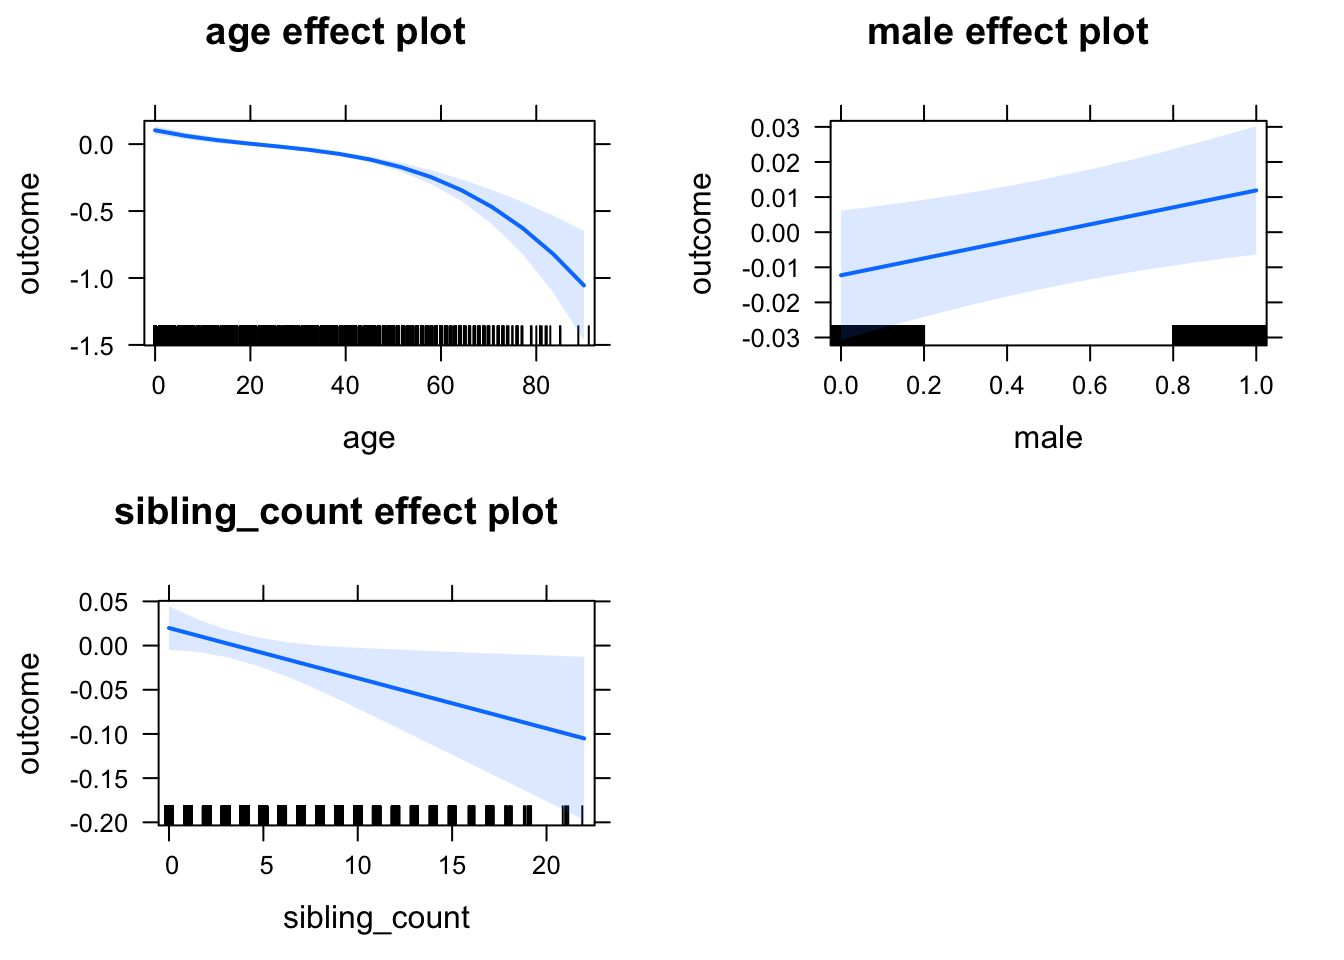 age effect plot
outcome
0.0
-0.5
-1.0
-1.5
0 20 40 60 80
age
male effect plot
outcome
0.03
0.02
0.01
0.00
-0.01
-0.02
-0.03
0.0 0.2 0.4 0.6 0.8 1.0
male
sibling_count effect plot
outcome
0.05
0.00
-0.05
-0.10
-0.15
-0.20
0 5 10 15 20
sibling_count